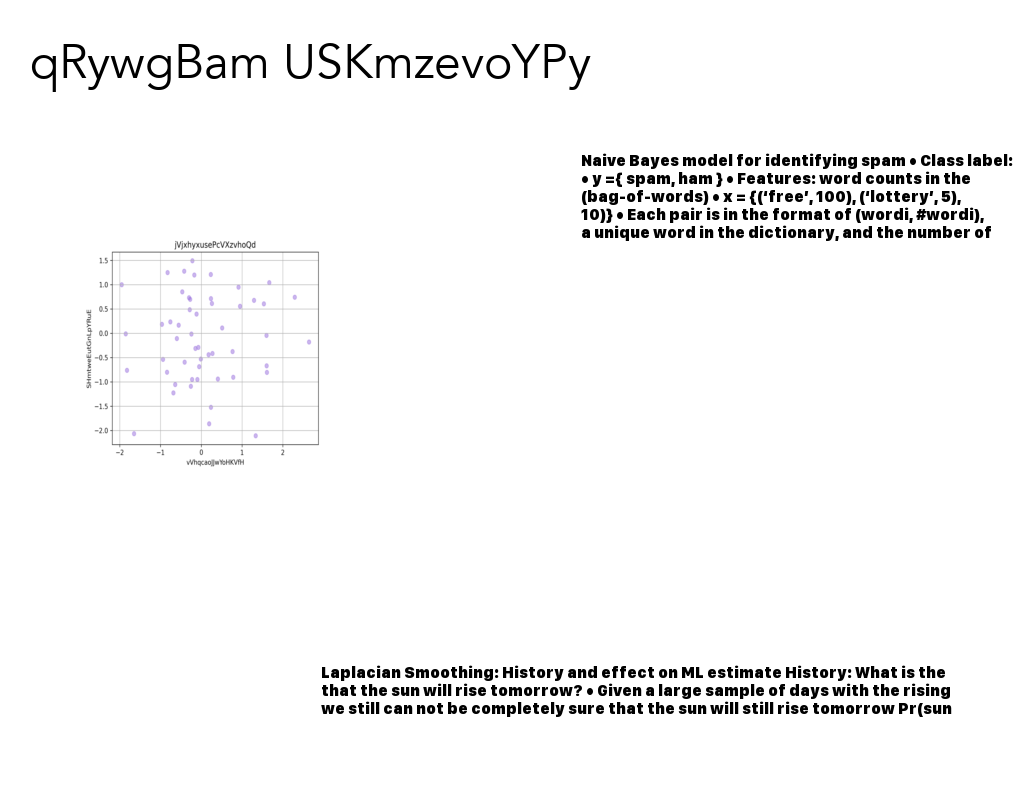 qRywgBam USKmzevoYPy
Naive Bayes model for identifying spam • Class label:
• y ={ spam, ham } • Features: word counts in the
(bag-of-words) • x = {(‘free’, 100), (‘lottery’, 5),
10)} • Each pair is in the format of (wordi, #wordi),
a unique word in the dictionary, and the number of
jVjxhyxusePcVXzvhoQd
1.5
1.0
0.5
0.0
−0.5
−1.0
−1.5
−2.0
SHmtweEutGnLpYRuE
−2 −1 0 1 2
Laplacian Smoothing: History and effect on ML estimate History: What is the
that the sun will rise tomorrow? • Given a large sample of days with the rising
we still can not be completely sure that the sun will still rise tomorrow Pr(sun